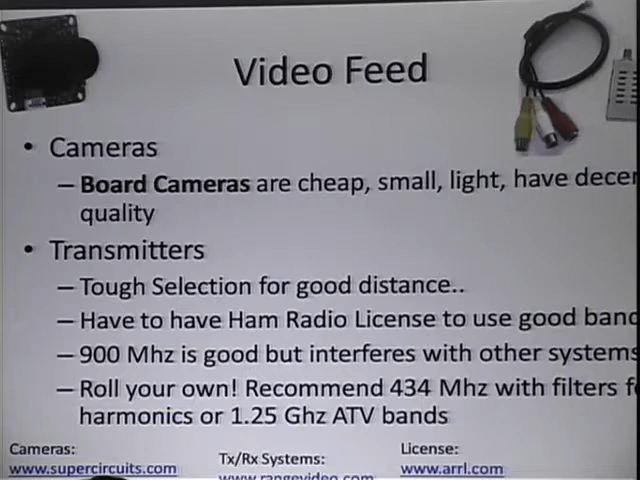 Video Feed
• Cameras
– Board Cameras are cheap, small, light, have
quality
• Transmitters
– Tough Selection for good distance..
– Have to have Ham Radio License to use good
– 900 Mhz is good but interferes with other systems
– Roll your own! Recommend 434 Mhz with filters
harmonics or 1.25 Ghz ATV bands
Cameras:
www.supercircuits.com
Tx/Rx Systems:
www.rangevideo.com
License:
www.arrl.com